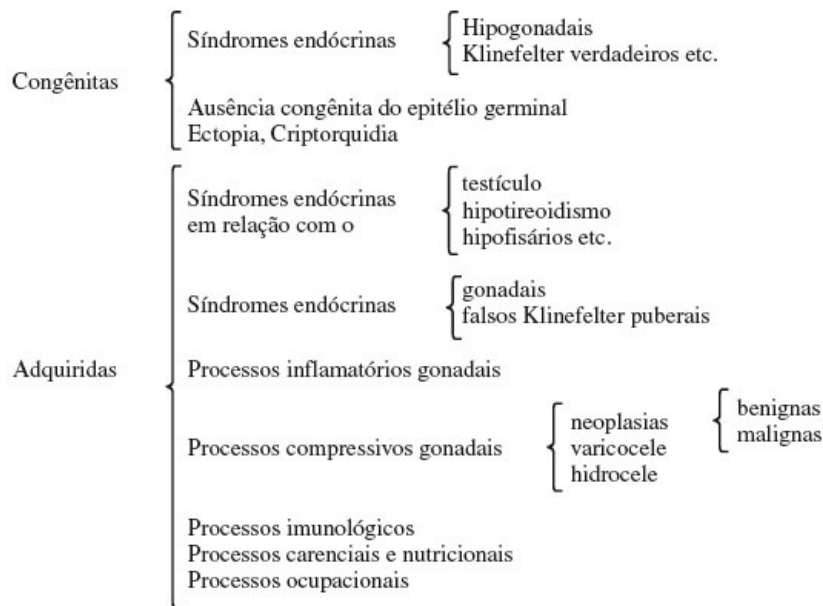 Congênitas
Síndromes endócrinas
Hipogonadais
Klinefelter verdadeiros etc.
Ausência congênita do epitélio germinal
Ectopia, Criptorquidia
Adquiridas
Síndromes endócrinas
em relação com o
testículo
hipotireoidismo
hipofisários etc.
Síndromes endócrinas
gonadais
falsos Klinefelter puberais
Processos inflamatórios gonadais
Processos compressivos gonadais
neoplasias
benignas
malignas
varicocele
hidrocele
Processos imunológicos
Processos carenciais e nutricionais
Processos ocupacionais